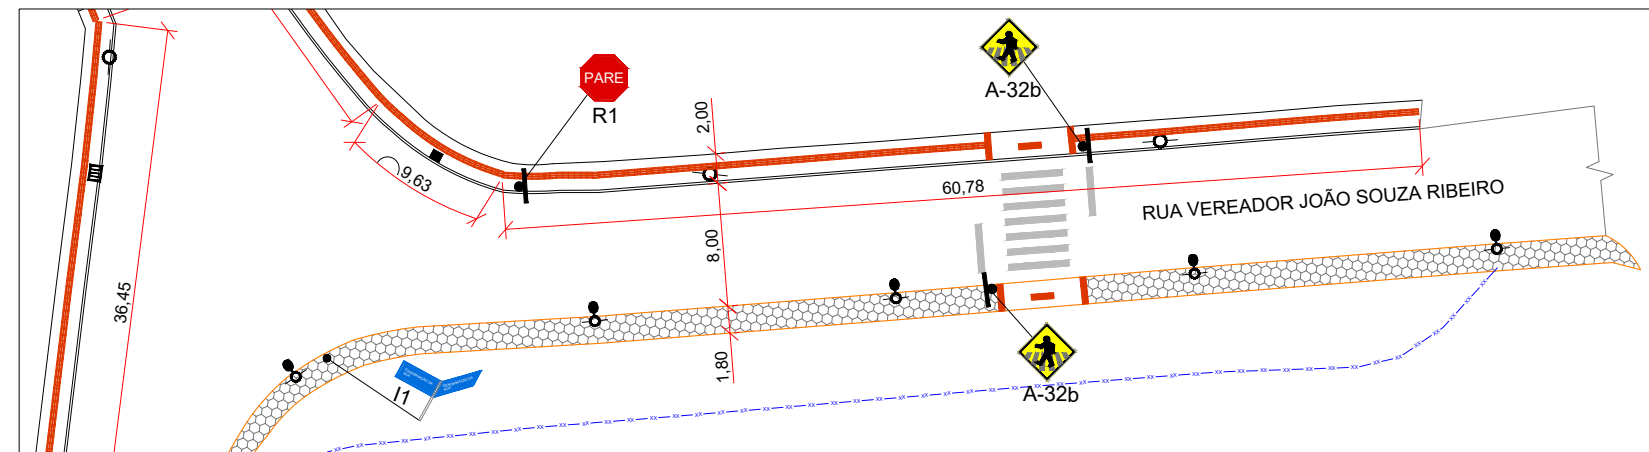 PARE
R1
A-32b
2,00
9,63
60,78
RUA VEREADOR JOÃO SOUZA RIBEIRO
8,00
36,45
1,80
I1
A-32b